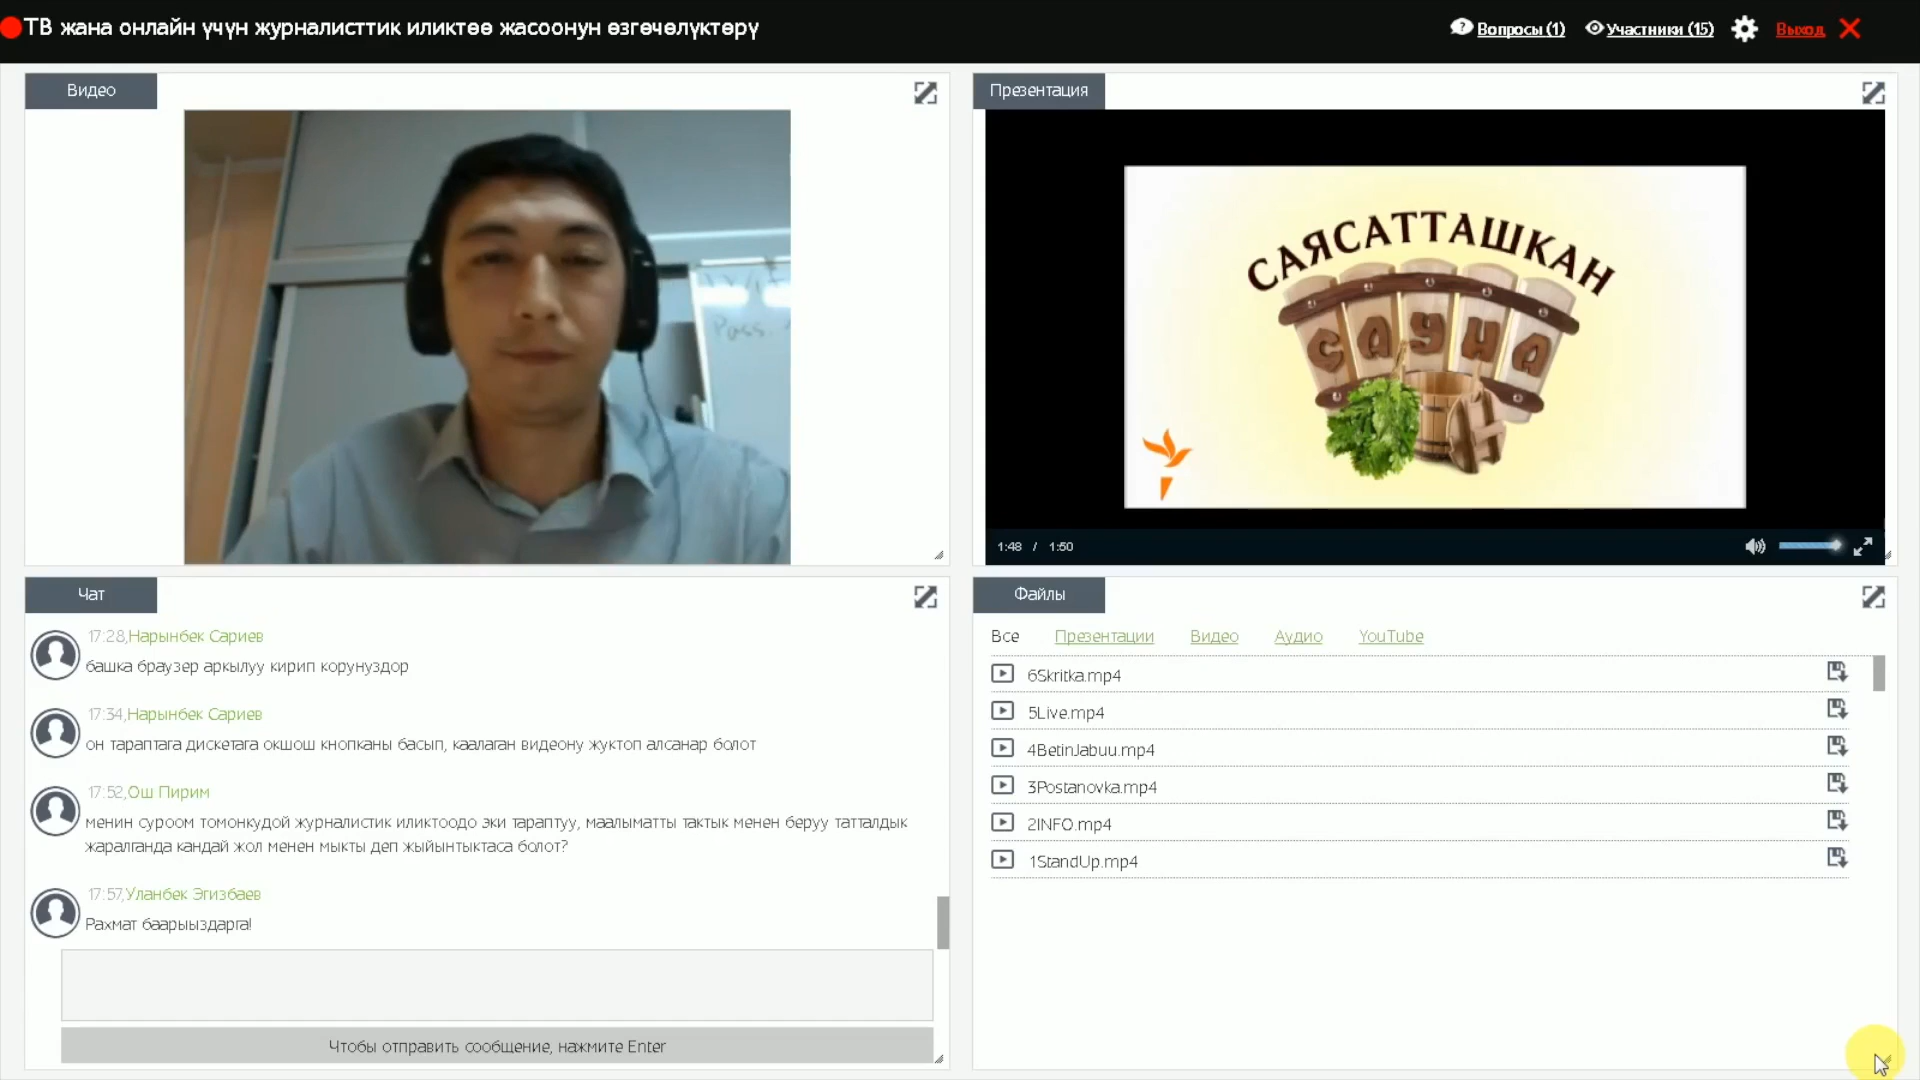 ТВ жана онлайн үчүн журналисттик иликтөө жасоонун өзгөчөлүктөрү
Вопросы (1)
Участники (15)
Выход
Видео
Pass.
Презентация
САЯСАТТАШКАН
САУНА
1:48 / 1:50
Чат
17:28,Нарынбек Сариев
башка браузер аркылуу кирип корунуздор
17:34,Нарынбек Сариев
он тараптага дискетага окшош кнопканы басып, каалаган видеону жуктоп алсанар болот
17:52,Ош Пирим
менин суроом томонкудой журналистик иликтоодо эки тараптуу, маалыматты тактык менен беруу татталдык
жаралганда кандай жол менен мыкты деп жыйынтыктаса болот?
17:57,Уланбек Эгизбаев
Рахмат баарыыздарга!
Чтобы отправить сообщение, нажмите Enter
Файлы
Все Презентации Видео Аудио YouTube
6Skritka.mp4
5Live.mp4
4BetinJabuu.mp4
3Postanovka.mp4
2INFO.mp4
1StandUp.mp4